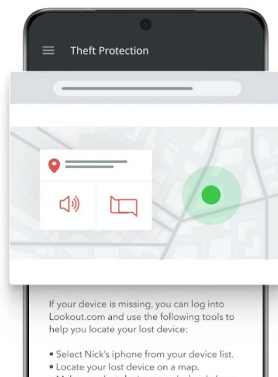 Theft Protection
If your device is missing, you can log into
Lookout.com and use the following tools to
help you locate your lost device:
• Select Nick's iphone from your device list.
• Locate your lost device on a map.